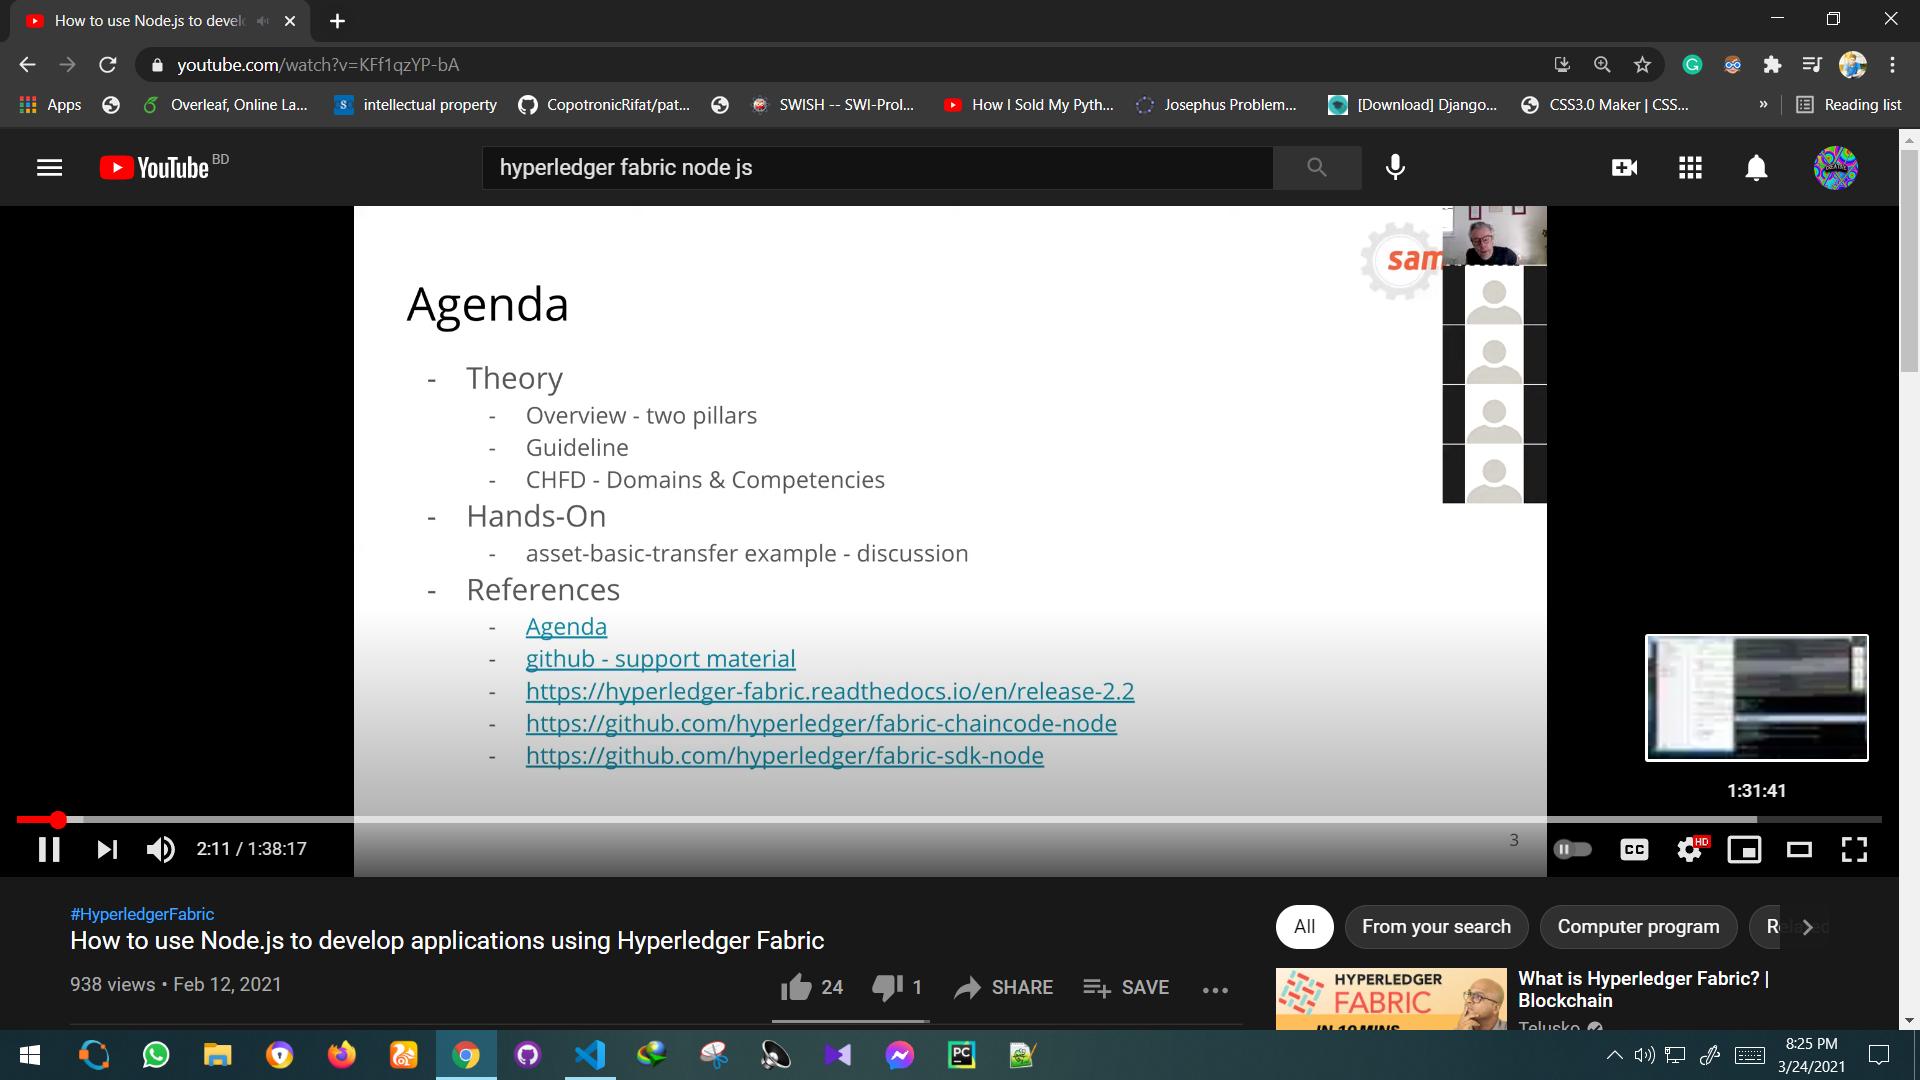 How to use Node.js to devel
youtube.com/watch?v=KFf1qzYP-bA
Apps
Overleaf, Online La...
intellectual property
CopotronicRifat/pat...
SWISH -- SWI-Prol...
How I Sold My Pyth...
Josephus Problem...
[Download] Django...
CSS3.0 Maker | CSS...
»
Reading list
YouTube BD
hyperledger fabric node js
sam
Agenda
- Theory
- Overview - two pillars
- Guideline
- CHFD - Domains & Competencies
- Hands-On
- asset-basic-transfer example - discussion
- References
- Agenda
- github - support material
- https://hyperledger-fabric.readthedocs.io/en/release-2.2
- https://github.com/hyperledger/fabric-chaincode-node
- https://github.com/hyperledger/fabric-sdk-node
1:31:41
3
2:11 / 1:38:17
CC
HD
#HyperledgerFabric
How to use Node.js to develop applications using Hyperledger Fabric
938 views • Feb 12, 2021
24
1
SHARE
SAVE
All
From your search
Computer program
HYPERLEDGER
FABRIC
IN 10 MINS
What is Hyperledger Fabric? |
Blockchain
Telusko
PC
8:25 PM
3/24/2021